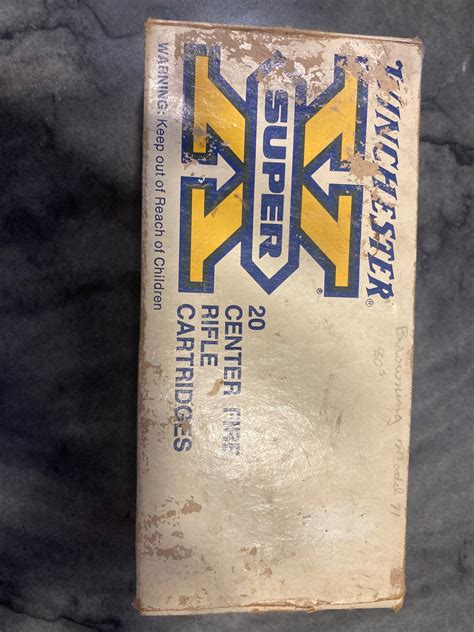 WINCHESTER®
SUPER
X®
20
CENTER FIRE
RIFLE
CARTRIDGES
WARNING: Keep out of Reach of Children
Browning Model 71